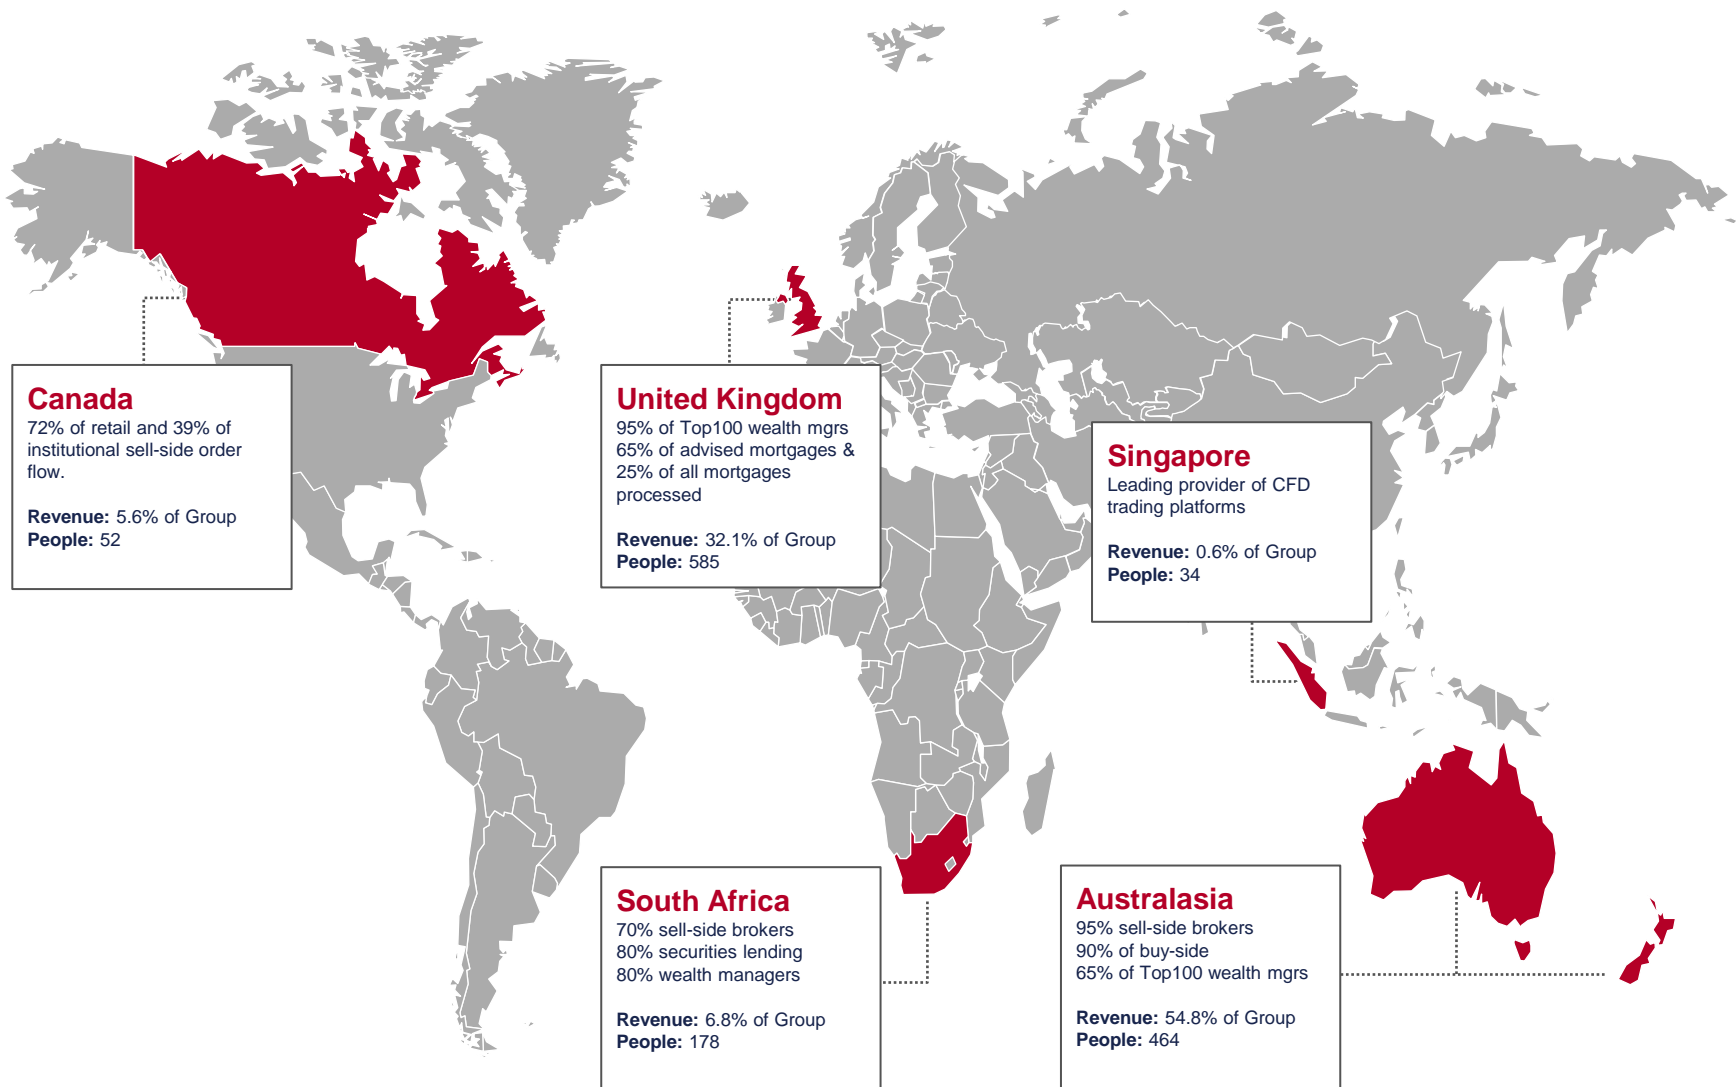 Canada
72% of retail and 39% of
institutional sell-side order
flow.
Revenue: 5.6% of Group
People: 52
United Kingdom
95% of Top100 wealth mgrs
65% of advised mortgages &
25% of all mortgages
processed
Revenue: 32.1% of Group
People: 585
Singapore
Leading provider of CFD
trading platforms
Revenue: 0.6% of Group
People: 34
South Africa
70% sell-side brokers
80% securities lending
80% wealth managers
Revenue: 6.8% of Group
People: 178
Australasia
95% sell-side brokers
90% of buy-side
65% of Top100 wealth mgrs
Revenue: 54.8% of Group
People: 464